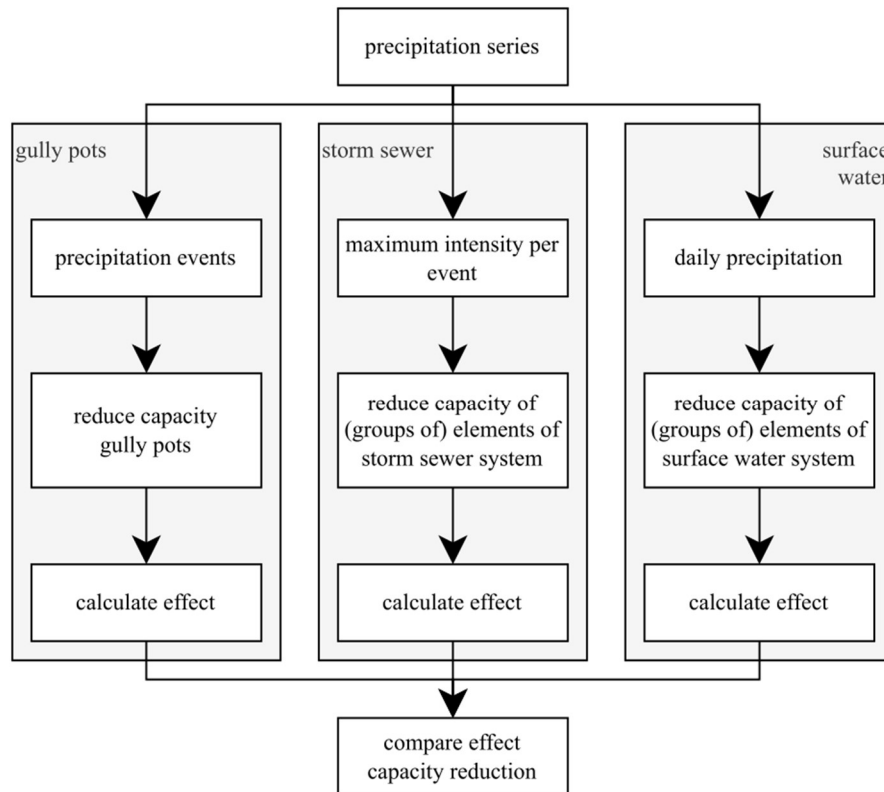 precipitation series
gully pots
storm sewer
surface
water
precipitation events
maximum intensity per
event
daily precipitation
reduce capacity
gully pots
reduce capacity of
(groups of) elements of
storm sewer system
reduce capacity of
(groups of) elements of
surface water system
calculate effect
calculate effect
calculate effect
compare effect
capacity reduction